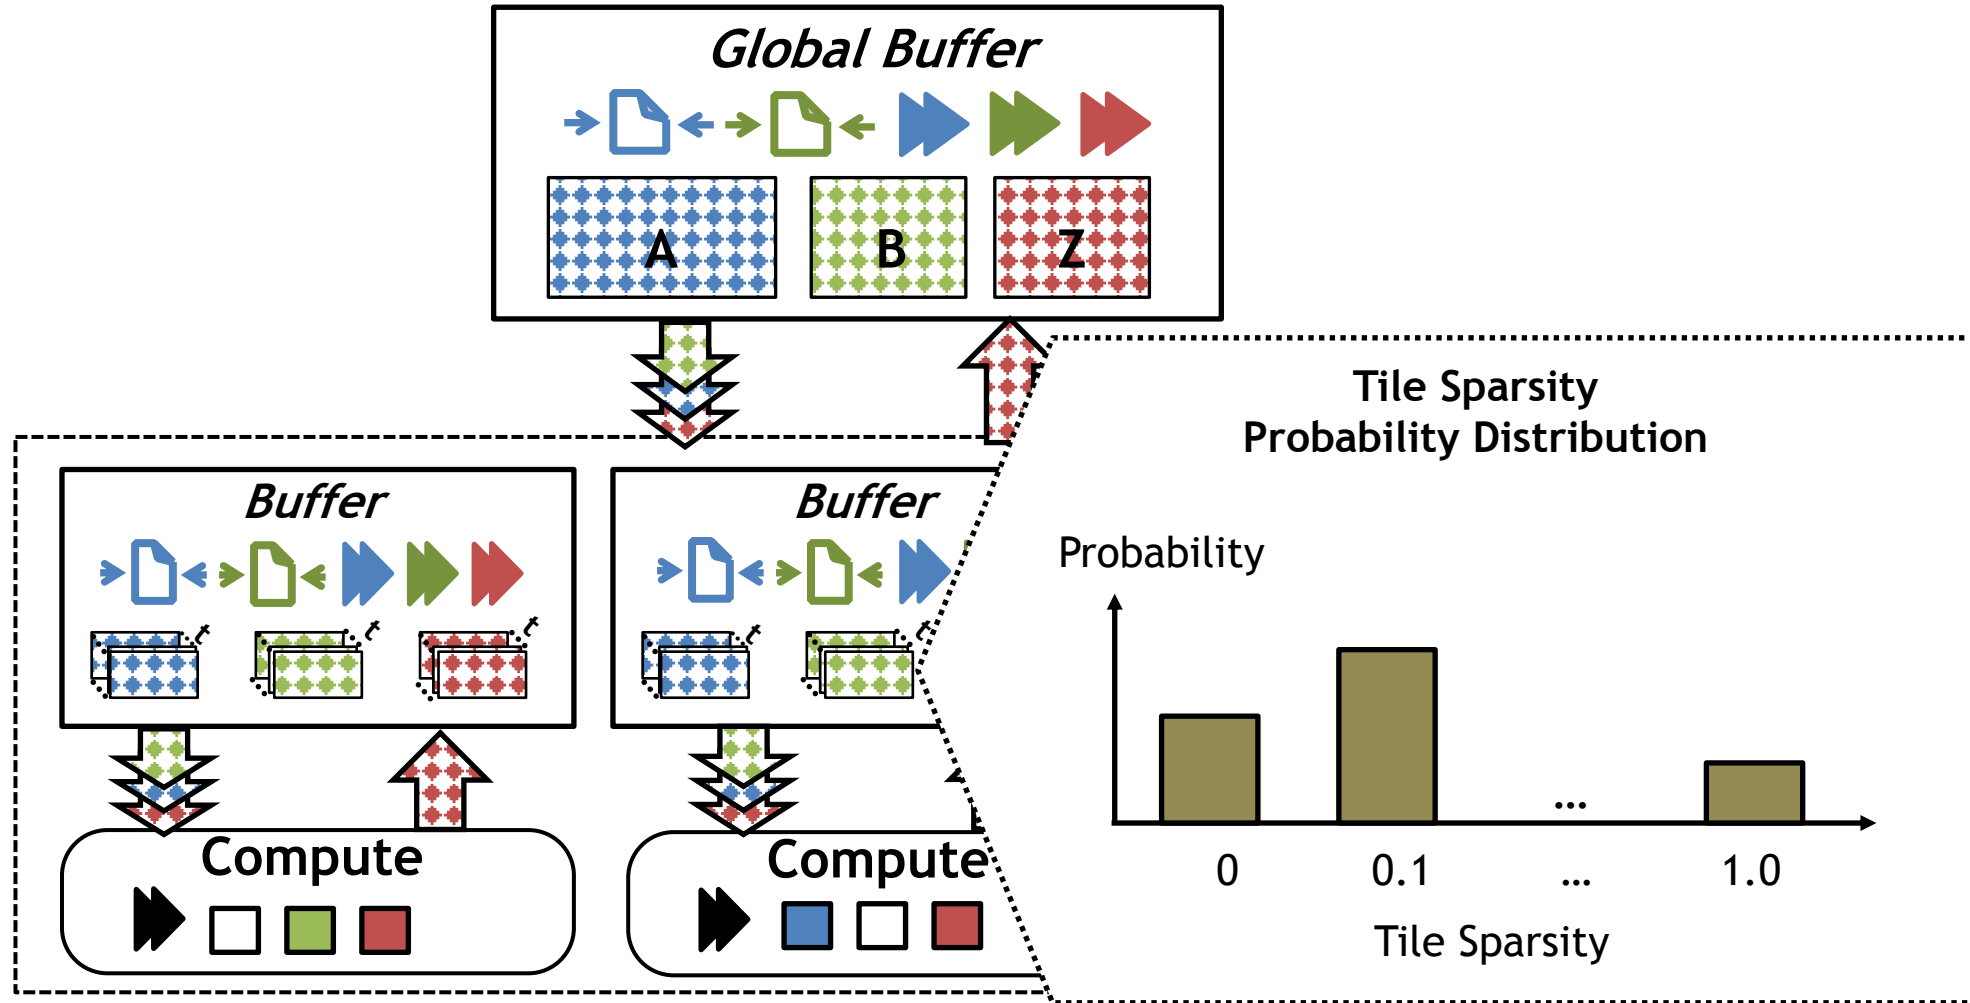 Global Buffer
A
B
Z
Tile Sparsity
Probability Distribution
Buffer
Buffer
Probability
t
t
t
t
t
...
Compute
Compute
0
0.1
...
1.0
Tile Sparsity